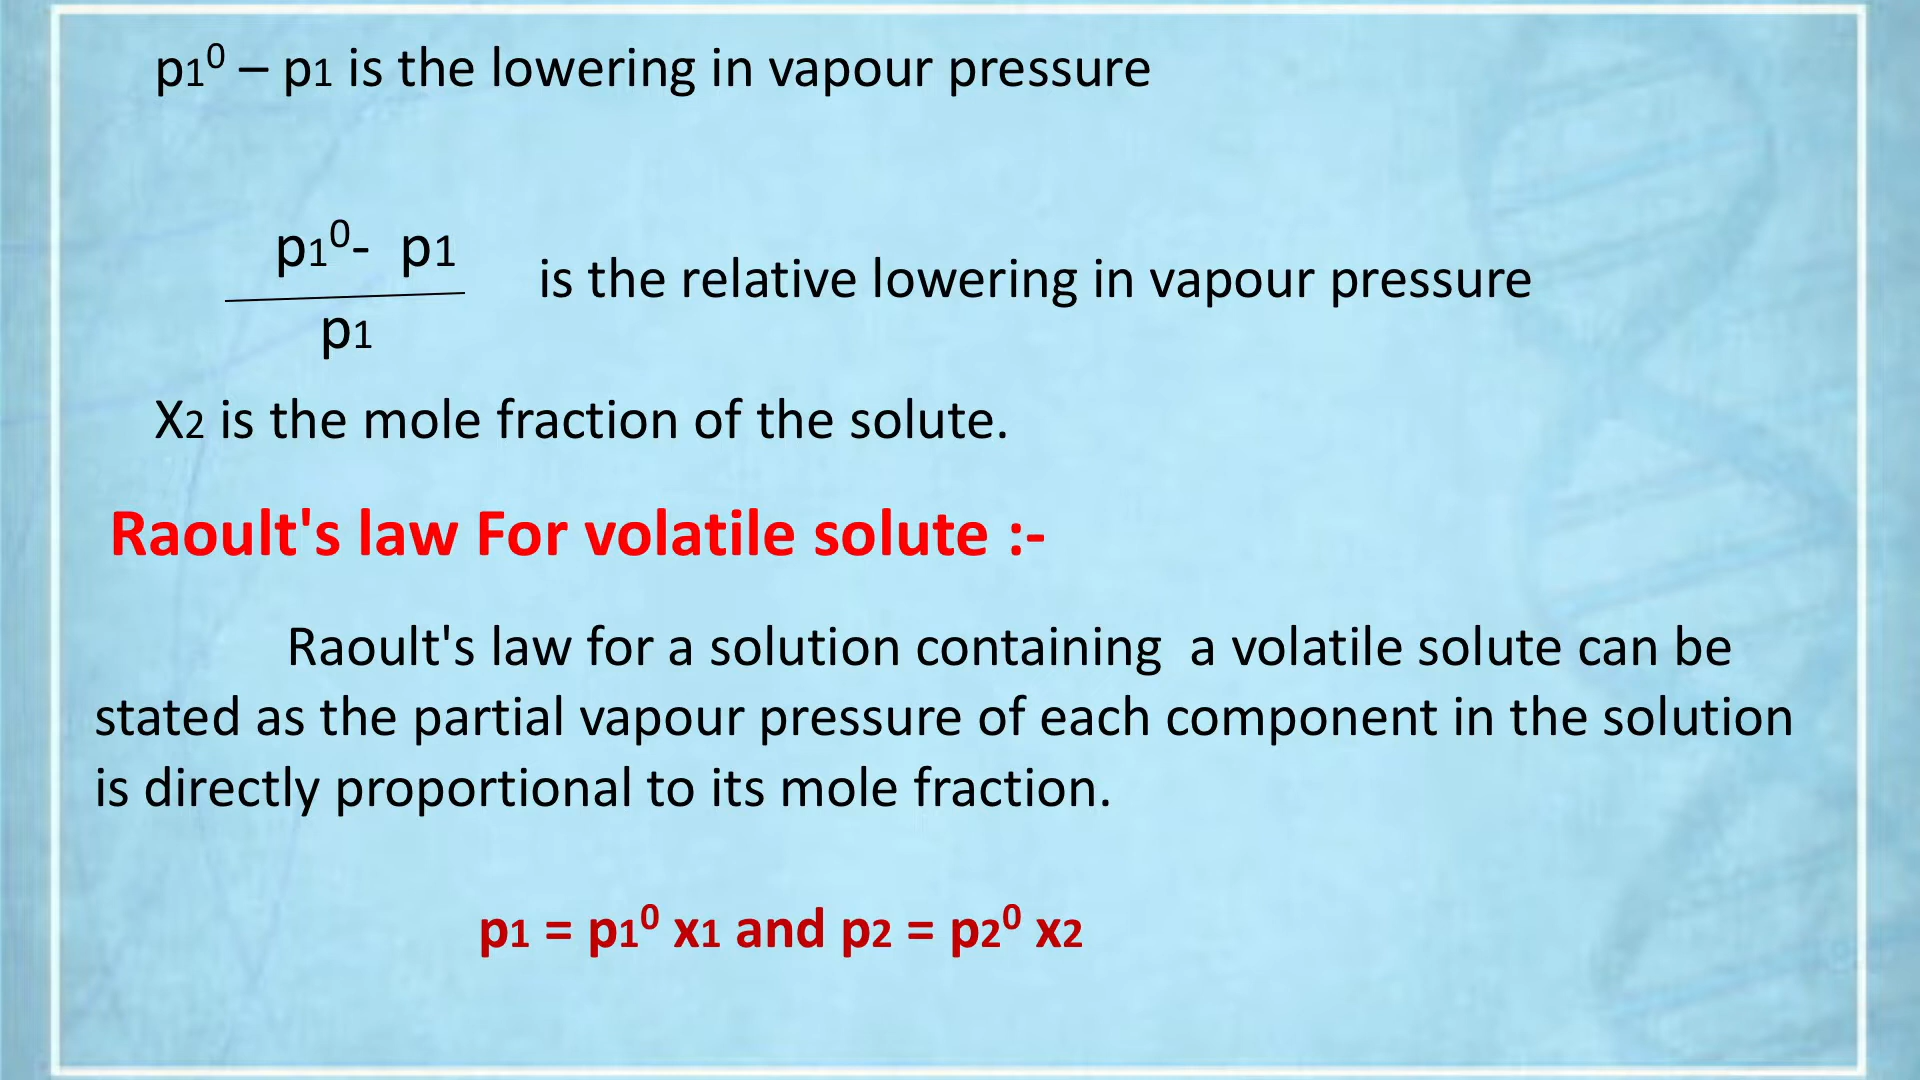 p1⁰ – p1 is the lowering in vapour pressure
p1⁰- p1
is the relative lowering in vapour pressure
p1
X2 is the mole fraction of the solute.
Raoult's law For volatile solute :-
Raoult's law for a solution containing a volatile solute can be
stated as the partial vapour pressure of each component in the solution
is directly proportional to its mole fraction.
p1 = p1⁰ x1 and p2 = p2⁰ x2